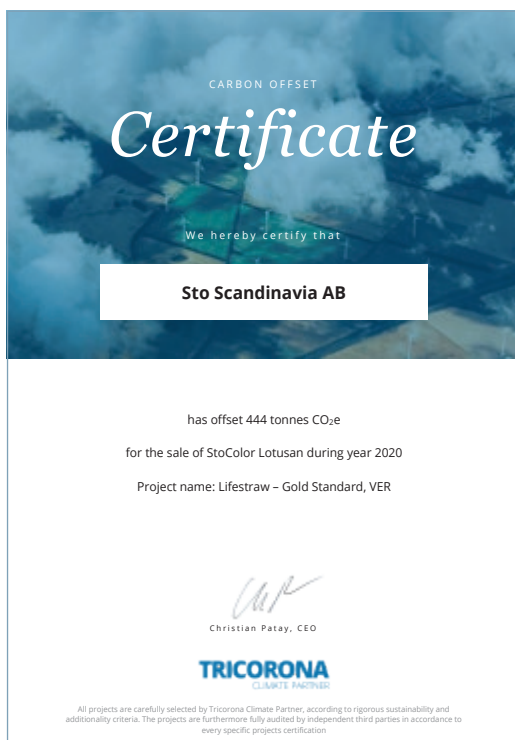 CARBON OFFSET
Certificate
We hereby certify that
Sto Scandinavia AB
has offset 444 tonnes CO₂e
for the sale of StoColor Lotusan during year 2020
Project name: Lifestraw – Gold Standard, VER
Christian Patay, CEO
TRICORONA
CLIMATE PARTNER
All projects are carefully selected by Tricorona Climate Partner, according to rigorous sustainability and
additionality criteria. The projects are furthermore fully audited by independent third parties in accordance to
every specific projects certification